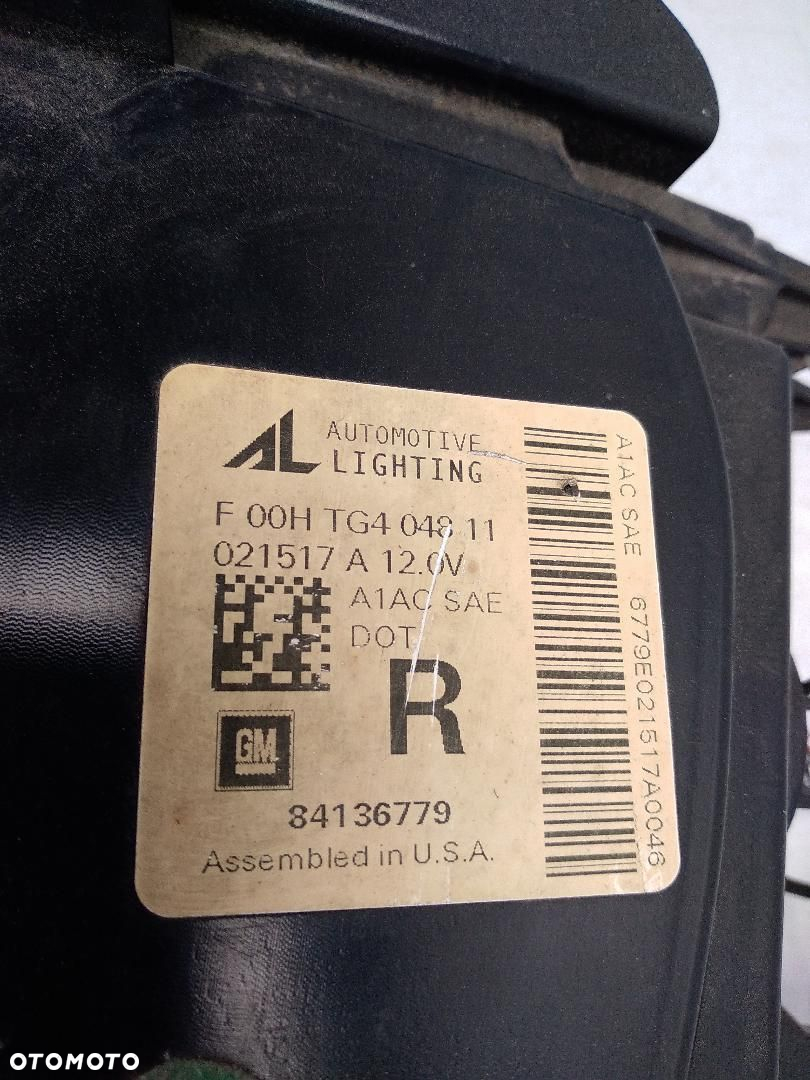 AL AUTOMOTIVE
LIGHTING
F 00H TG4 048 11
021517 A 12.0V
A1AC SAE
DOT
R
GM
84136779
Assembled in U.S.A.
A1AC SAE 6779E021517A0046
OTOMOTO